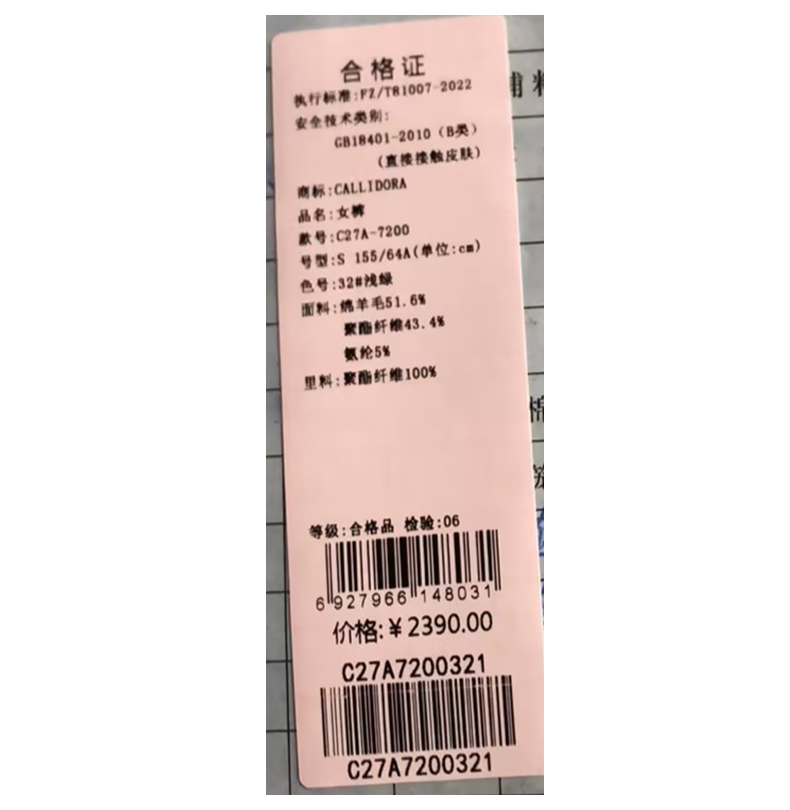 合格证
执行标准:FZ/T81007-2022
安全技术类别:
GB18401-2010(B类)
(直接接触皮肤)
商标:CALLIDORA
品名:女裤
款号:C27A-7200
号型:S 155/64A(单位:cm)
色号:32#浅绿
面料:绵羊毛51.6%
聚酯纤维43.4%
氨纶5%
里料:聚酯纤维100%
等级:合格品 检验:06
6 927966 148031
价格:¥2390.00
C27A7200321
C27A7200321